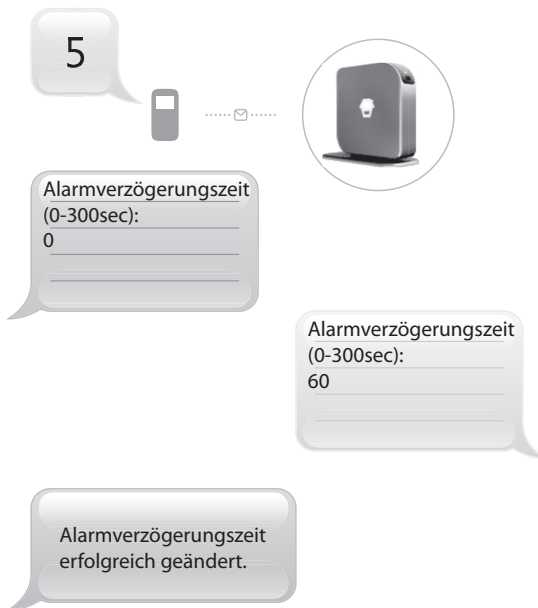 5
Alarmverzögerungszeit
(0-300sec):
0
Alarmverzögerungszeit
(0-300sec):
60
Alarmverzögerungszeit
erfolgreich geändert.